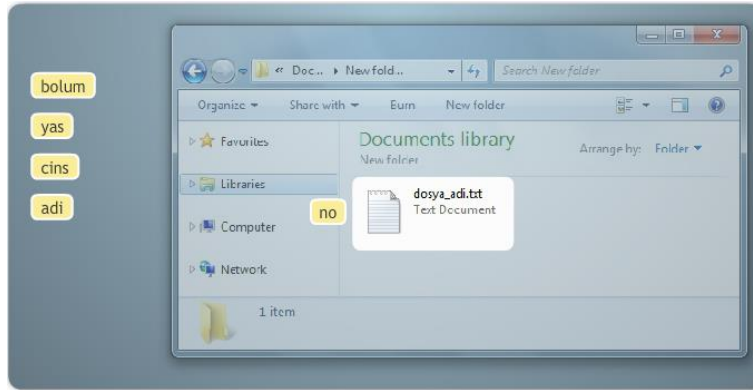 bolum
yas
cins
adi
no
« Doc... ▸ New fold...
Search New folder
Organize
Share with
Burn
New folder
Favorites
Libraries
Computer
Network
Documents library
New folder
Arrange by: Folder
dosya_adi.txt
Text Document
1 item